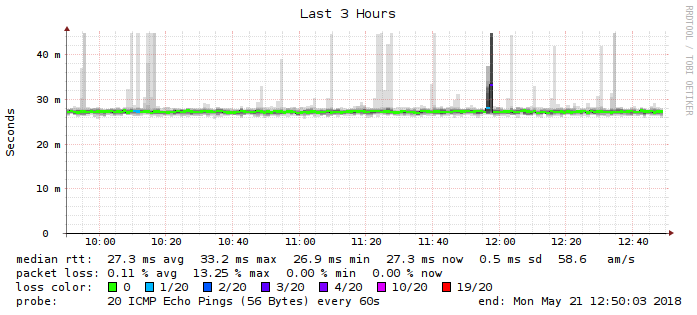 Last 3 Hours
RRDTOOL / TOBI OETIKER
Seconds
40 m
30 m
20 m
10 m
0
10:00 10:20 10:40 11:00 11:20 11:40 12:00 12:20 12:40
median rtt: 27.3 ms avg 33.2 ms max 26.9 ms min 27.3 ms now 0.5 ms sd 58.6 am/s
packet loss: 0.11 % avg 13.25 % max 0.00 % min 0.00 % now
loss color: 0 1/20 2/20 3/20 4/20 10/20 19/20
probe: 20 ICMP Echo Pings (56 Bytes) every 60s end: Mon May 21 12:50:03 2018